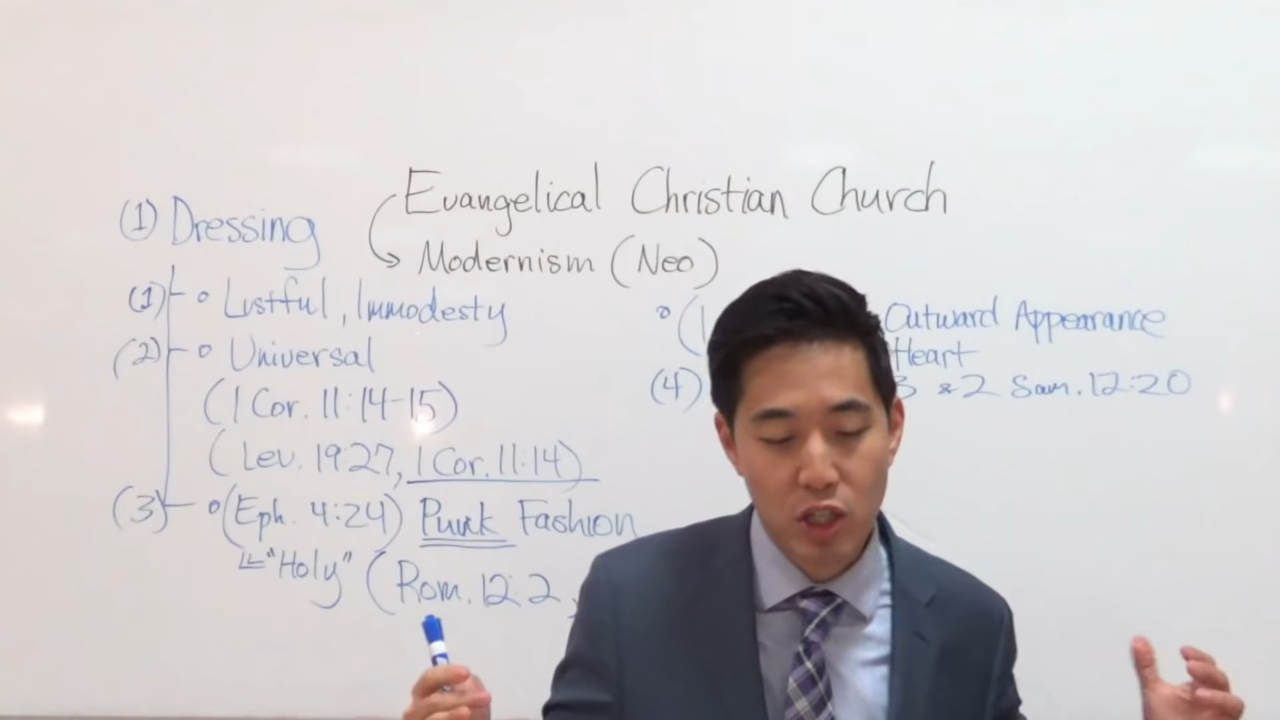 Evangelical Christian Church
Modernism (Neo)
(1) Dressing
(1) Lustful, Immodesty
(2) Universal
(1 Cor. 11:14-15)
(Lev. 19:27, 1 Cor. 11:14)
(3) (Eph. 4:24) Punk Fashion
"Holy" (Rom. 12:2,
(1 Outward Appearance
Heart
(4) 3 & 2 Sam. 12:20